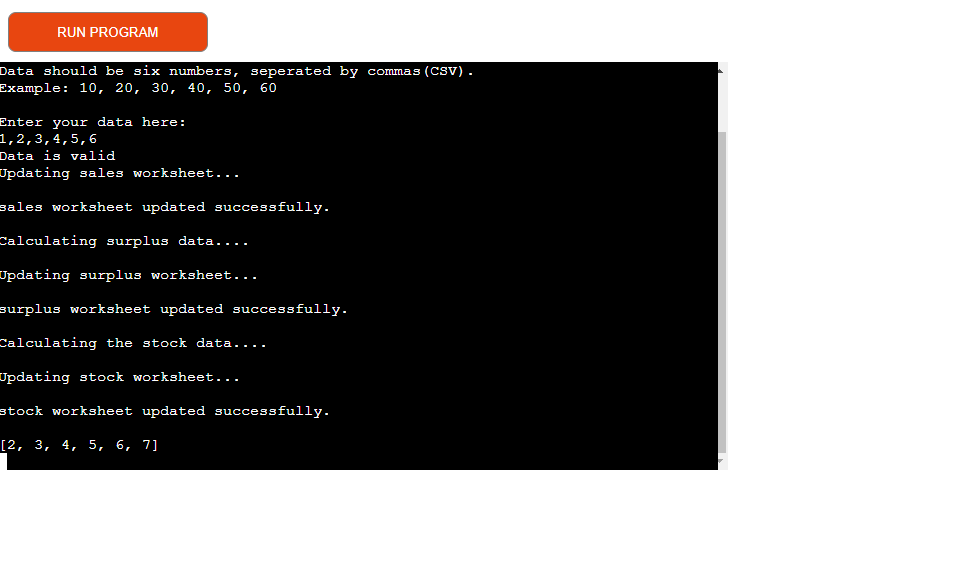 RUN PROGRAM
Data should be six numbers, seperated by commas(CSV).
Example: 10, 20, 30, 40, 50, 60
Enter your data here:
1,2,3,4,5,6
Data is valid
Updating sales worksheet...
sales worksheet updated successfully.
Calculating surplus data....
Updating surplus worksheet...
surplus worksheet updated successfully.
Calculating the stock data....
Updating stock worksheet...
stock worksheet updated successfully.
[2, 3, 4, 5, 6, 7]